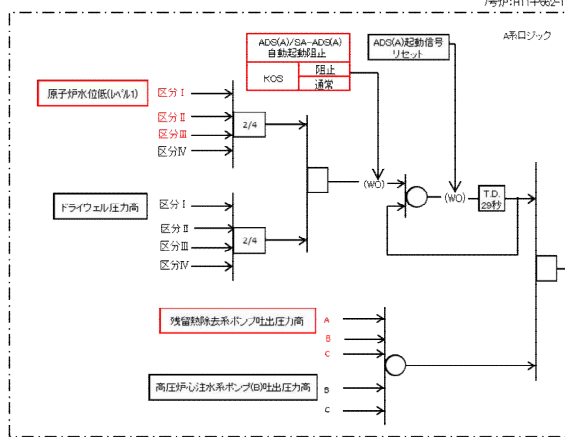 7号炉:H11-P662-1
A系ロジック
ADS(A)/SA-ADS(A)
自動起動阻止
KOS
阻止
通常
ADS(A)起動信号
リセット
原子炉水位低(レベル1)
区分Ⅰ
区分Ⅱ
区分Ⅲ
区分Ⅳ
2/4
(WO)
(WO)
T.D.
29秒
ドライウェル圧力高
区分Ⅰ
区分Ⅱ
区分Ⅲ
区分Ⅳ
2/4
残留熱除去系ポンプ吐出圧力高
A
B
C
高圧炉心注水系ポンプ(B)吐出圧力高
B
C